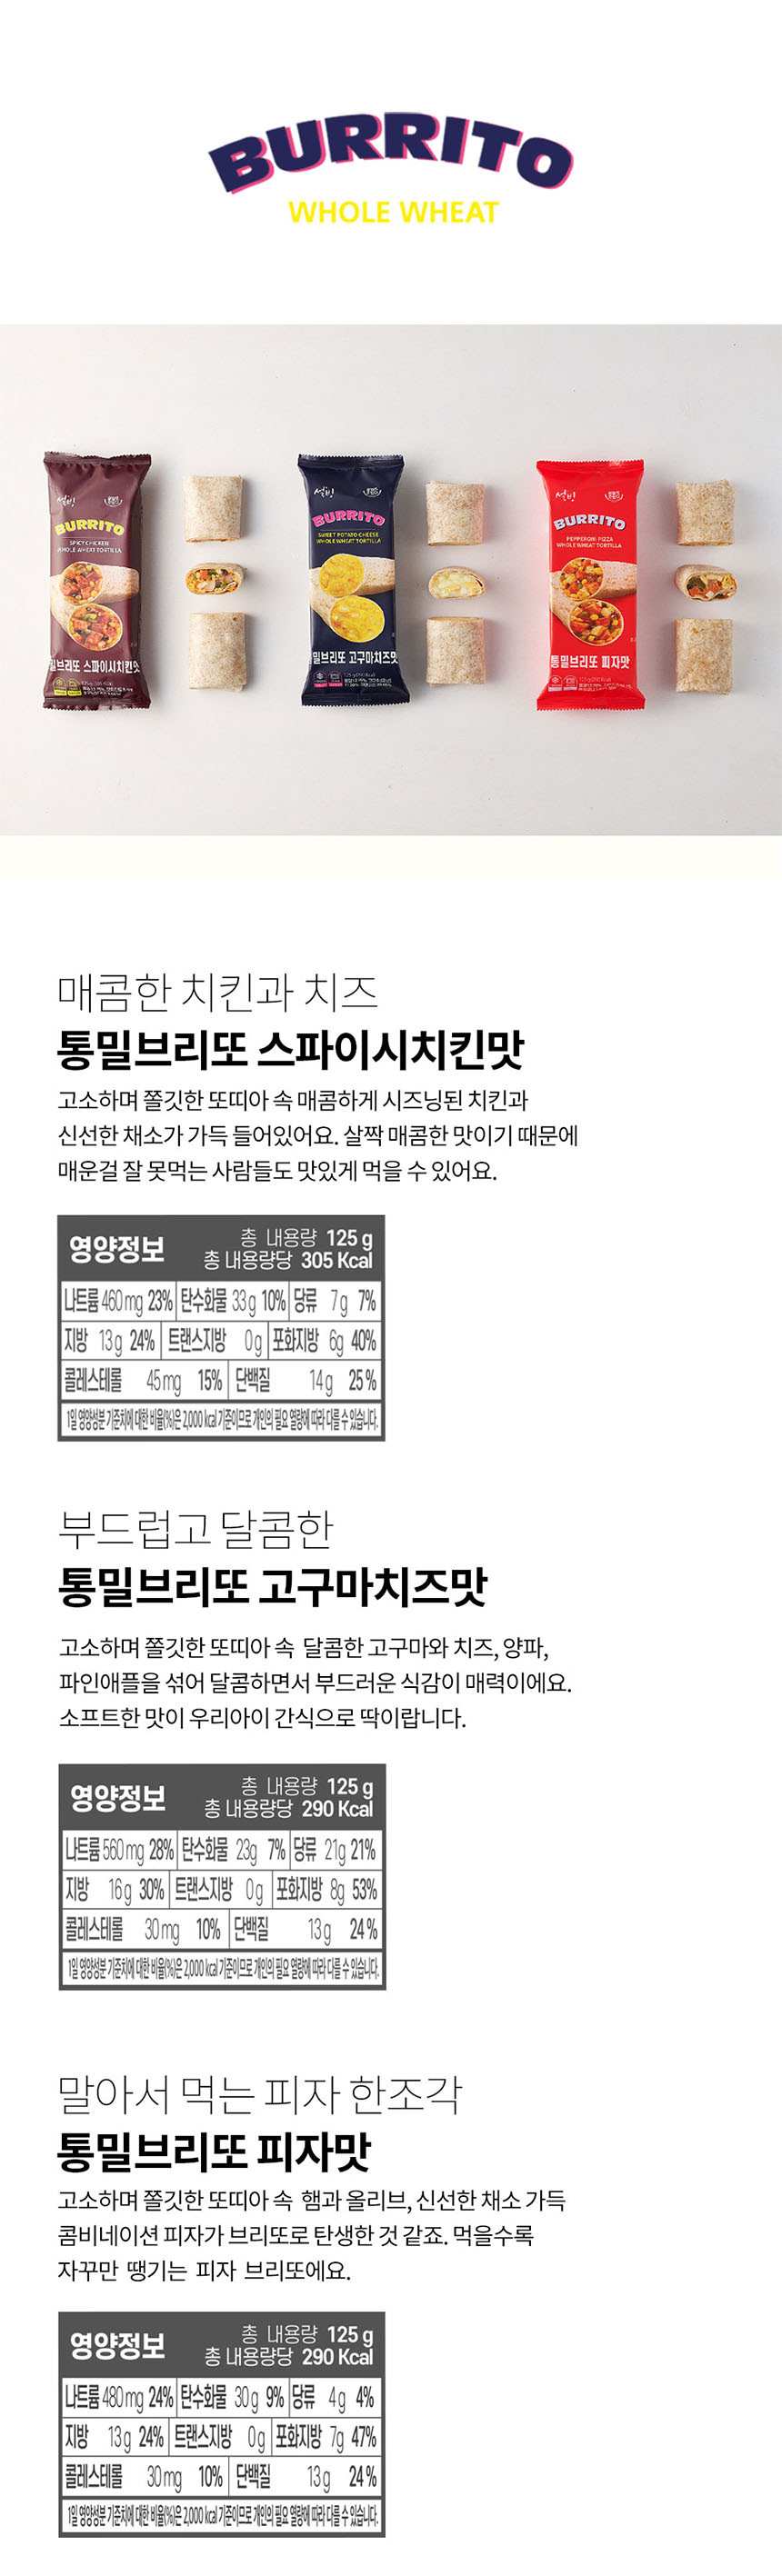 BURRITO
WHOLE WHEAT
설빙
BURRITO
SPICY CHICKEN
WHOLE WHEAT TORTILLA
밀브리또 스파이시치킨맛
설빙
BURRITO
SWEET POTATO CHEESE
WHOLE WHEAT TORTILLA
밀브리또 고구마치즈맛
설빙
BURRITO
PEPPERONI PIZZA
WHOLE WHEAT TORTILLA
통밀브리또 피자맛
매콤한 치킨과 치즈
통밀브리또 스파이시치킨맛
고소하며 쫄깃한 또띠아 속 매콤하게 시즈닝된 치킨과
신선한 채소가 가득 들어있어요. 살짝 매콤한 맛이기 때문에
매운걸 잘 못먹는 사람들도 맛있게 먹을 수 있어요.
영양정보 총 내용량 125 g
총 내용량당 305 Kcal
나트륨 460mg 23% 탄수화물 33g 10% 당류 7g 7%
지방 13g 24% 트랜스지방 0g 포화지방 6g 40%
콜레스테롤 45mg 15% 단백질 14g 25%
1일 영양성분 기준치에 대한 비율(%)은 2,000 kcal 기준이므로 개인의 필요 열량에 따라 다를 수 있습니다.
부드럽고 달콤한
통밀브리또 고구마치즈맛
고소하며 쫄깃한 또띠아 속 달콤한 고구마와 치즈, 양파,
파인애플을 섞어 달콤하면서 부드러운 식감이 매력이에요.
소프트한 맛이 우리아이 간식으로 딱이랍니다.
영양정보 총 내용량 125 g
총 내용량당 290 Kcal
나트륨 560mg 28% 탄수화물 23g 7% 당류 21g 21%
지방 16g 30% 트랜스지방 0g 포화지방 8g 53%
콜레스테롤 30mg 10% 단백질 13g 24%
1일 영양성분 기준치에 대한 비율(%)은 2,000 kcal 기준이므로 개인의 필요 열량에 따라 다를 수 있습니다.
말아서 먹는 피자 한조각
통밀브리또 피자맛
고소하며 쫄깃한 또띠아 속 햄과 올리브, 신선한 채소 가득
콤비네이션 피자가 브리또로 탄생한 것 같죠. 먹을수록
자꾸만 땡기는 피자 브리또에요.
영양정보 총 내용량 125 g
총 내용량당 290 Kcal
나트륨 480mg 24% 탄수화물 30g 9% 당류 4g 4%
지방 13g 24% 트랜스지방 0g 포화지방 7g 47%
콜레스테롤 30mg 10% 단백질 13g 24%
1일 영양성분 기준치에 대한 비율(%)은 2,000 kcal 기준이므로 개인의 필요 열량에 따라 다를 수 있습니다.